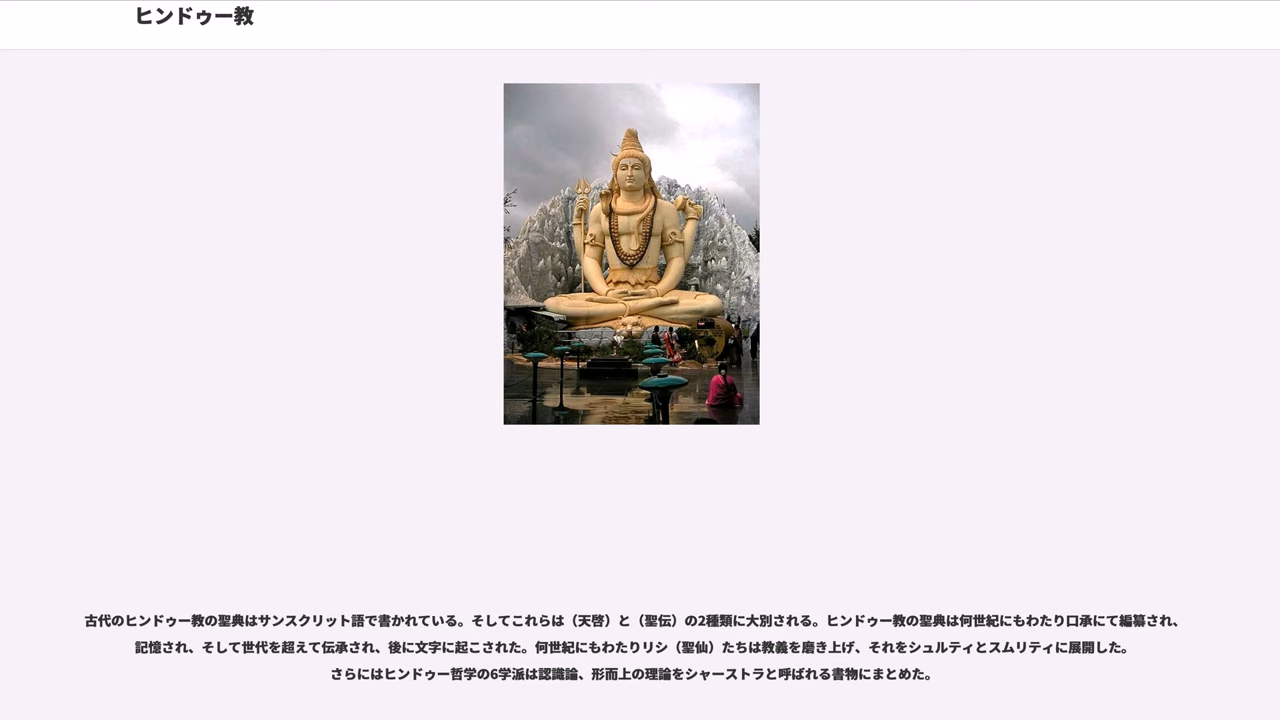 ヒンドゥー教
古代のヒンドゥー教の聖典はサンスクリット語で書かれている。そしてこれらは（天啓）と（聖伝）の2種類に大別される。ヒンドゥー教の聖典は何世紀にもわたり口承にて編纂され、
記憶され、そして世代を超えて伝承され、後に文字に起こされた。何世紀にもわたりリシ（聖仙）たちは教義を磨き上げ、それをシュルティとスムリティに展開した。
さらにはヒンドゥー哲学の6学派は認識論、形而上の理論をシャーストラと呼ばれる書物にまとめた。